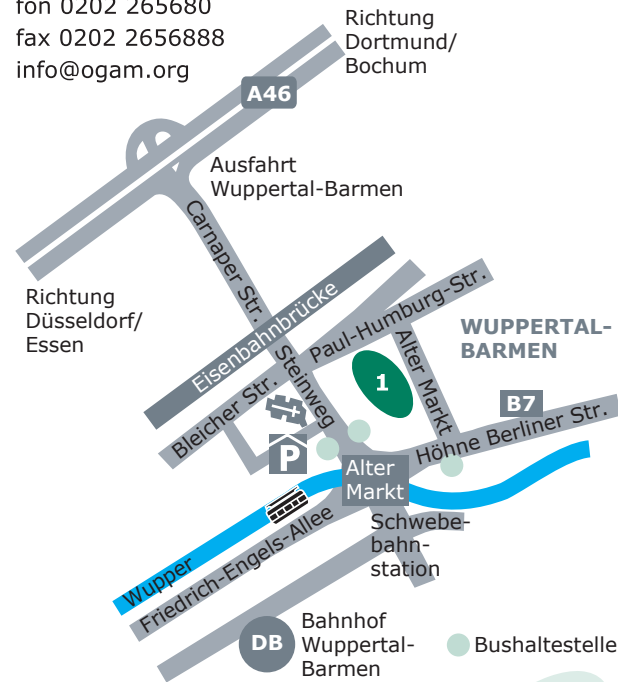 fon 0202 265680
fax 0202 2656888
info@ogam.org
Richtung
Dortmund/
Bochum
A46
Ausfahrt
Wuppertal-Barmen
Carnaper Str.
Richtung
Düsseldorf/
Essen
Eisenbahnbrücke
Paul-Humburg-Str.
Steinweg
Alter Markt
WUPPERTAL-
BARMEN
Bleicher Str.
1
B7
Höhne Berliner Str.
P
Alter
Markt
Schwebe-
bahn-
station
Wupper
Friedrich-Engels-Allee
DB
Bahnhof
Wuppertal-
Barmen
Bushaltestelle